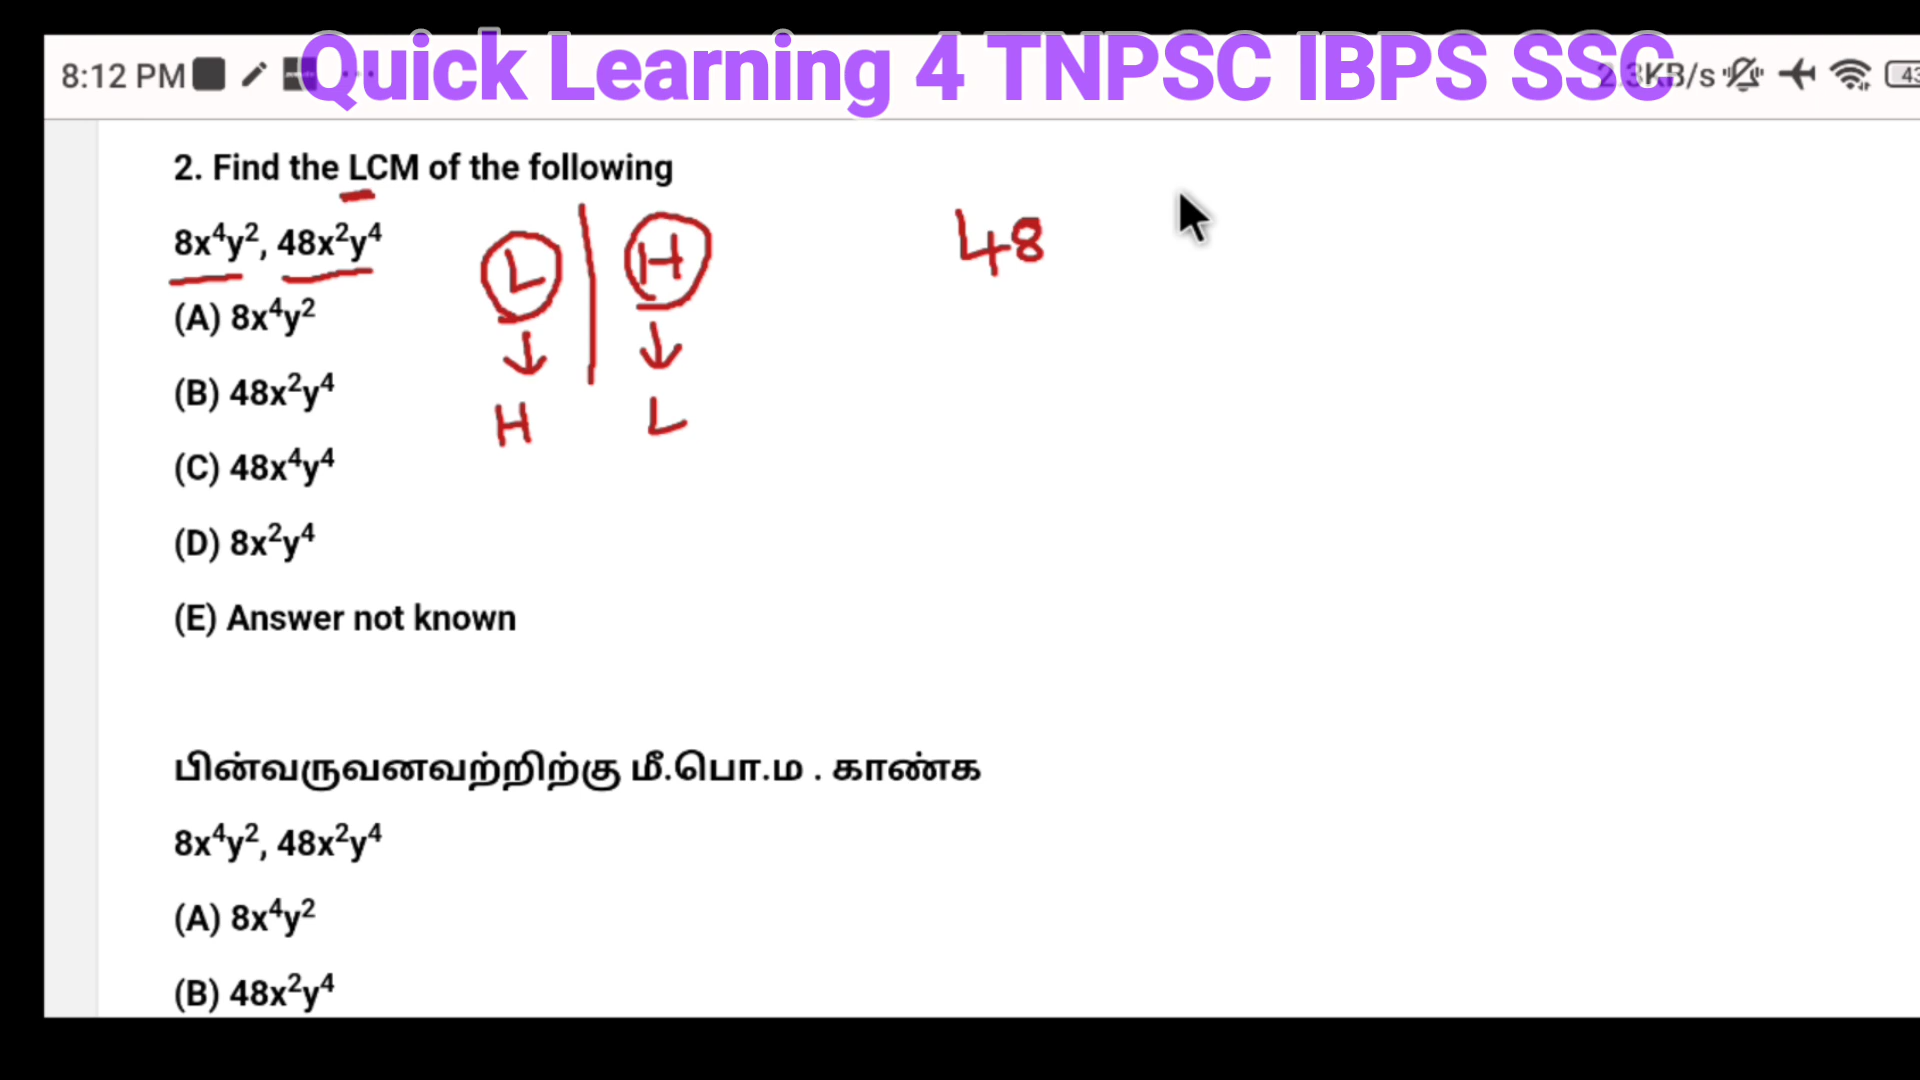 Quick Learning 4 TNPSC IBPS SSC
8:12 PM
2. Find the LCM of the following
8x⁴y², 48x²y⁴
L H 48
(A) 8x⁴y²
(B) 48x²y⁴
H L
(C) 48x⁴y⁴
(D) 8x²y⁴
(E) Answer not known
பின்வருவனவற்றிற்கு மீ.பொ.ம . காண்க
8x⁴y², 48x²y⁴
(A) 8x⁴y²
(B) 48x²y⁴